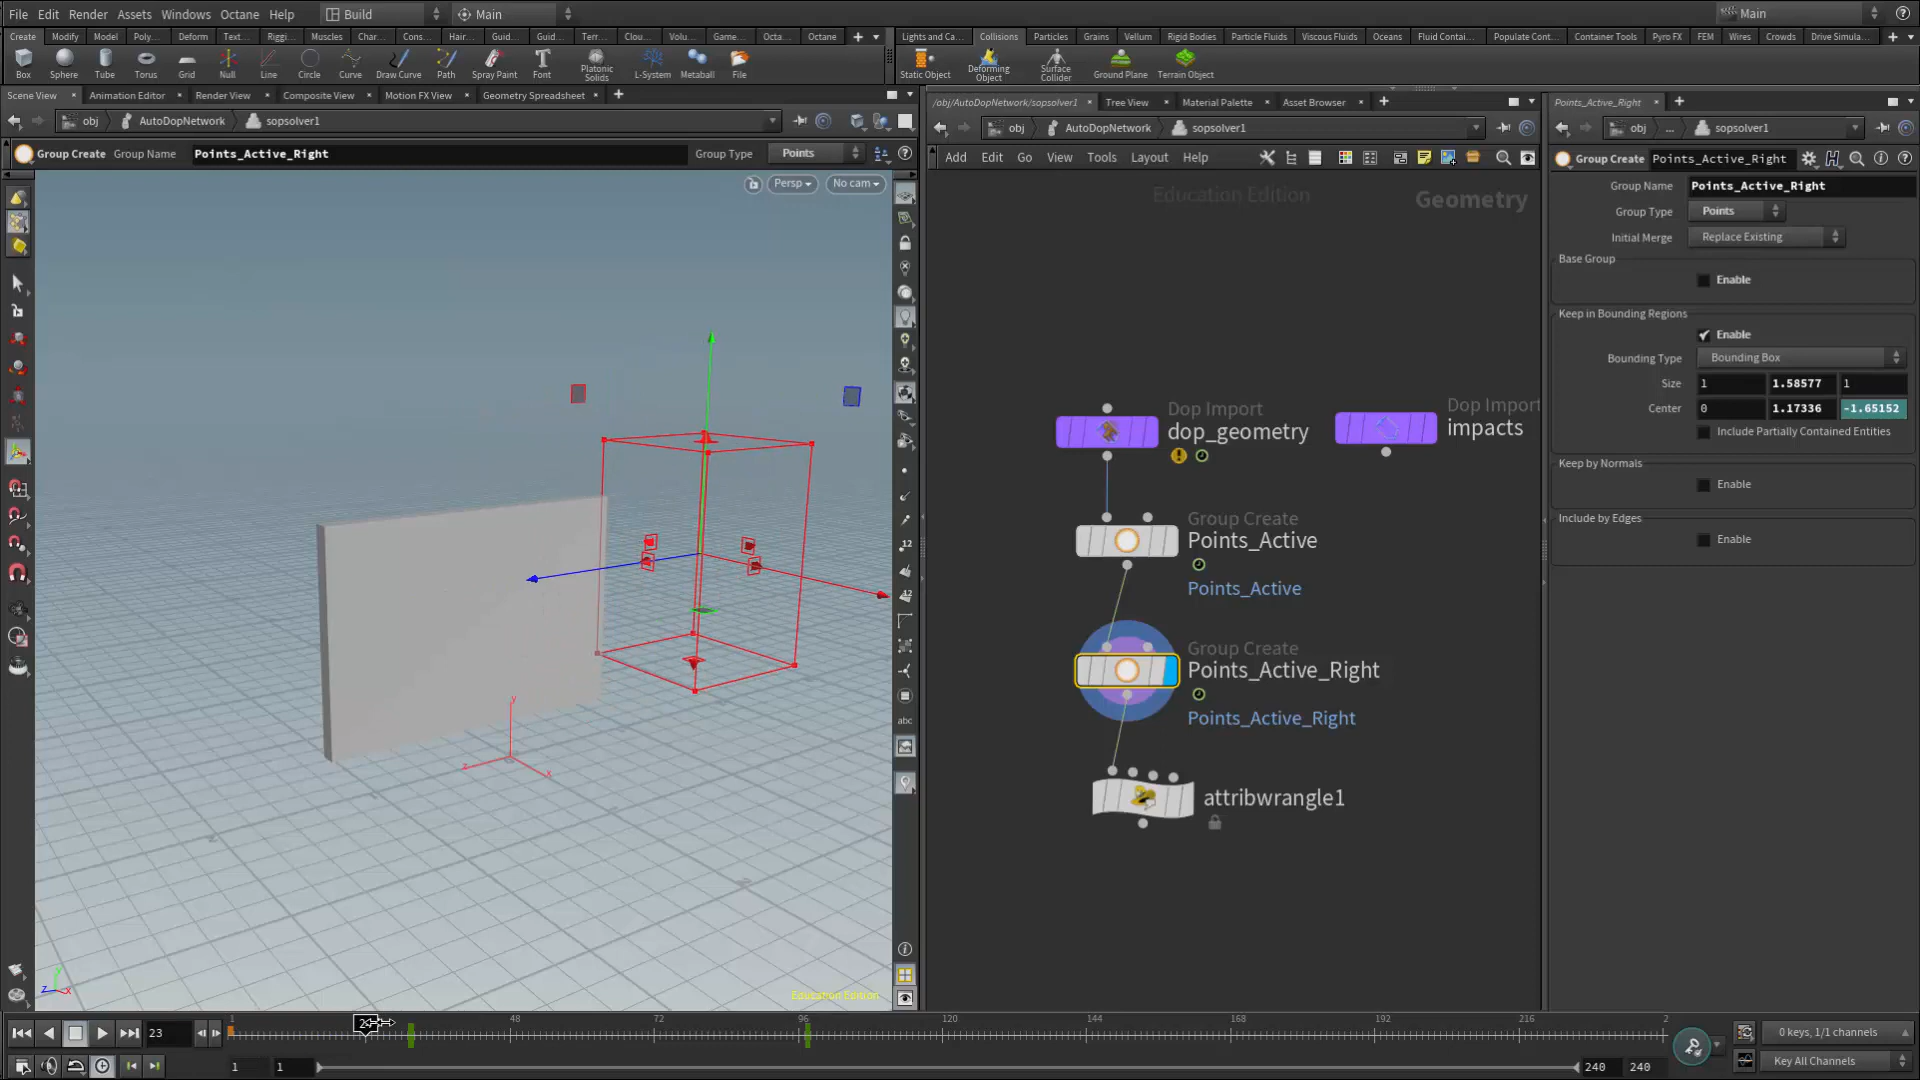 File Edit Render Assets Windows Octane Help Build Main Main
Create Modify Model Poly... Deform Text... Riggi... Muscles Char... Cons... Hair... Guid... Guid... Terr... Clou... Volu... Game... Octa... Octane
Lights and Ca... Collisions Particles Grains Vellum Rigid Bodies Particle Fluids Viscous Fluids Oceans Fluid Contai... Populate Cont... Container Tools Pyro FX FEM Wires Crowds Drive Simula...
Box Sphere Tube Torus Grid Null Line Circle Curve Draw Curve Path Spray Paint Font Platonic Solids L-System Metaball File
Static Object Deforming Object Surface Collider Ground Plane Terrain Object
Scene View Animation Editor Render View Composite View Motion FX View Geometry Spreadsheet
/obj/AutoDopNetwork/sopsolver1 Tree View Material Palette Asset Browser
Points_Active_Right
obj AutoDopNetwork sopsolver1
obj AutoDopNetwork sopsolver1
obj ... sopsolver1
Group Create Group Name Points_Active_Right Group Type Points
Add Edit Go View Tools Layout Help
Group Create Points_Active_Right
Persp No cam
Education Edition
Geometry
Group Name Points_Active_Right
Group Type Points
Initial Merge Replace Existing
Base Group
Enable
Keep in Bounding Regions
Enable
Bounding Type Bounding Box
Size 1 1.58577 1
Center 0 1.17336 -1.65152
Include Partially Contained Entities
Keep by Normals
Enable
Include by Edges
Enable
Dop Import
dop_geometry
Dop Import
impacts
Group Create
Points_Active
Points_Active
Group Create
Points_Active_Right
Points_Active_Right
attribwrangle1
12
12
abc
y
z x
y
z x
Education Edition
23
1 48 72 96 120 144 168 192 216 2
1 1 240 240
0 keys, 1/1 channels
Key All Channels